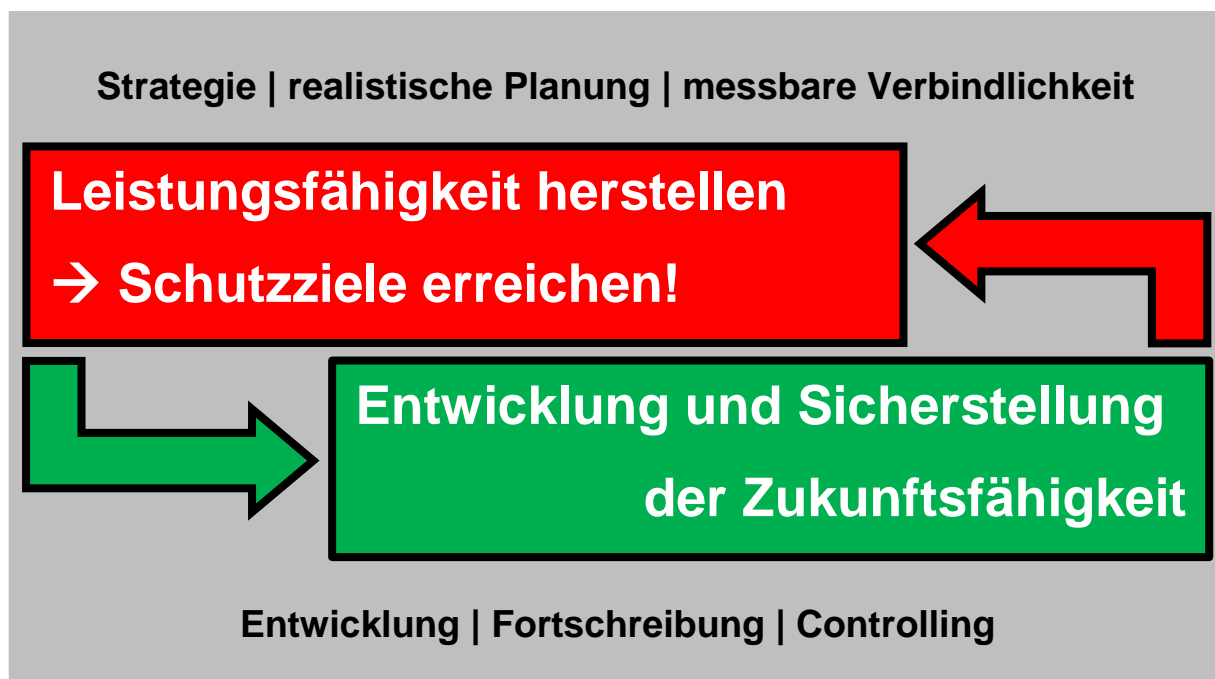 Strategie | realistische Planung | messbare Verbindlichkeit
Leistungsfähigkeit herstellen
→ Schutzziele erreichen!
Entwicklung und Sicherstellung
der Zukunftsfähigkeit
Entwicklung | Fortschreibung | Controlling